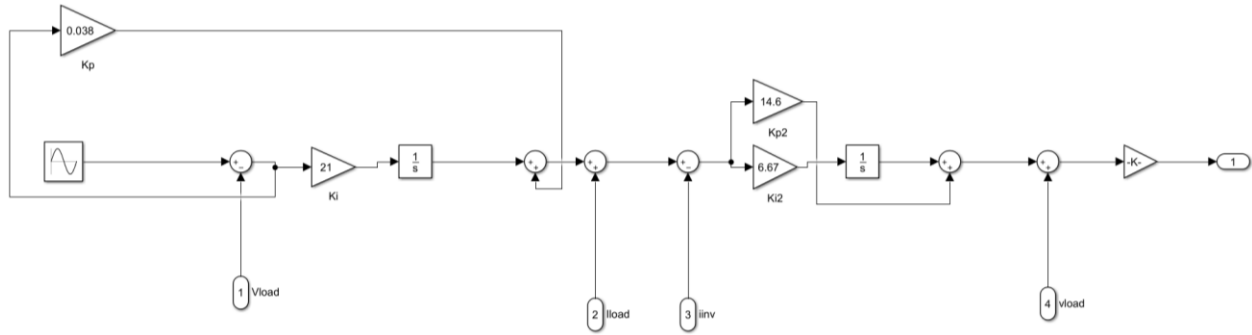 0.038
Kp
14.6
Kp2
21
Ki
1
s
6.67
Ki2
1
s
-K-
1
1 Vload
2 Iload
3 iinv
4 vload